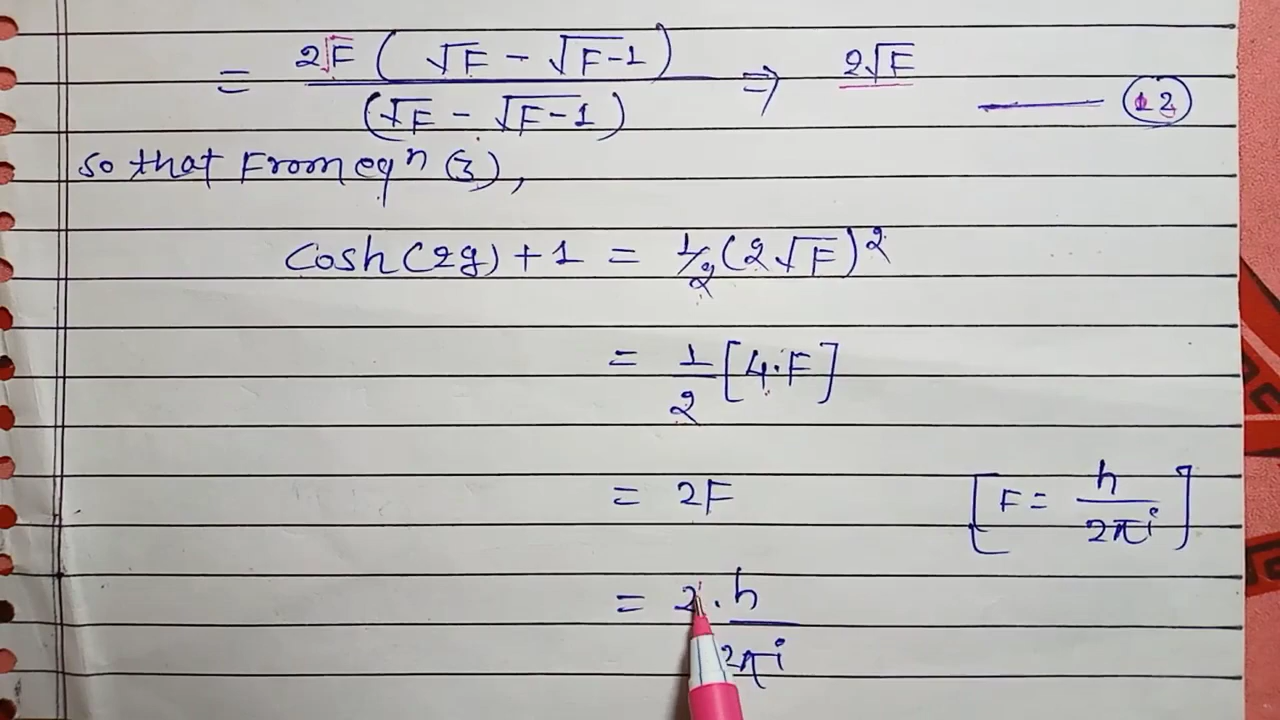 = 2√F (√F - √F-1) / (√F - √F-1) ⇒ 2√F —— (12)
so that From eqⁿ (3),
Cosh(2g) + 1 = 1/2 (2√F)²
= 1/2 [4.F]
= 2F [F = h/2πi]
= 2 . h/2πi